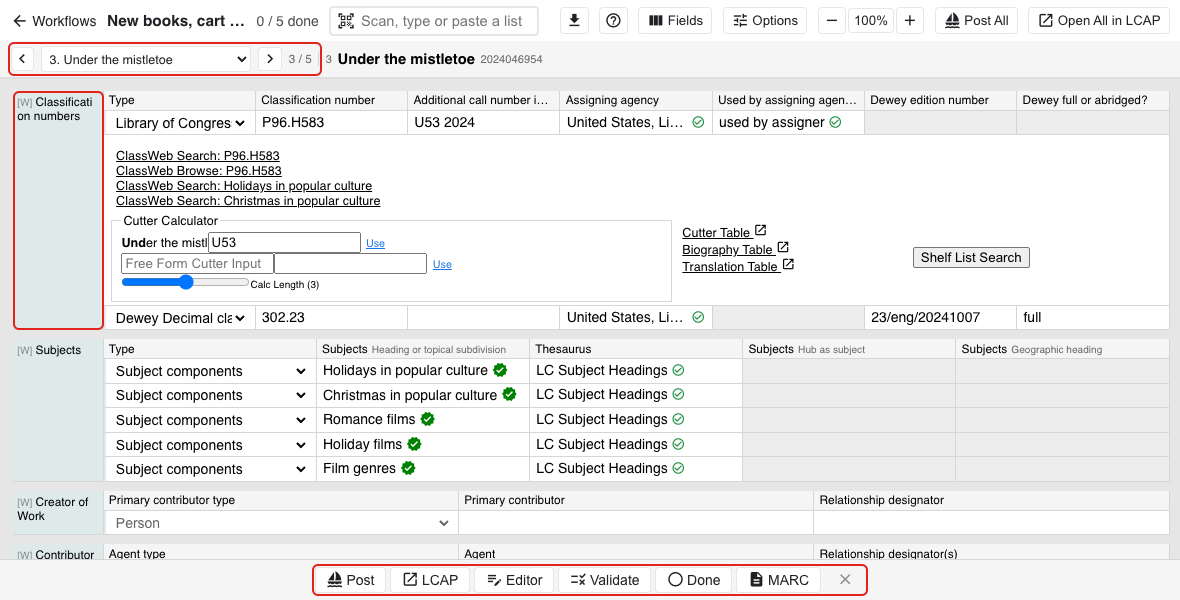 Workflows New books, cart ... 0 / 5 done Scan, type or paste a list Fields Options 100% Post All Open All in LCAP
3. Under the mistletoe 3 / 5 3 Under the mistletoe 2024046954
[W] Classificati
on numbers
Type Classification number Additional call number i... Assigning agency Used by assigning agen... Dewey edition number Dewey full or abridged?
Library of Congres P96.H583 U53 2024 United States, Li... used by assigner
ClassWeb Search: P96.H583
ClassWeb Browse: P96.H583
ClassWeb Search: Holidays in popular culture
ClassWeb Search: Christmas in popular culture
Cutter Calculator
Under the mistl U53 Use
Free Form Cutter Input Use
Calc Length (3)
Cutter Table
Biography Table
Translation Table
Shelf List Search
Dewey Decimal cla 302.23 United States, Li... 23/eng/20241007 full
[W] Subjects
Type Subjects Heading or topical subdivision Thesaurus Subjects Hub as subject Subjects Geographic heading
Subject components Holidays in popular culture LC Subject Headings
Subject components Christmas in popular culture LC Subject Headings
Subject components Romance films LC Subject Headings
Subject components Holiday films LC Subject Headings
Subject components Film genres LC Subject Headings
[W] Creator of
Work
Primary contributor type Primary contributor Relationship designator
Person
[W] Contributor Agent type Agent Relationship designator(s)
Post LCAP Editor Validate Done MARC